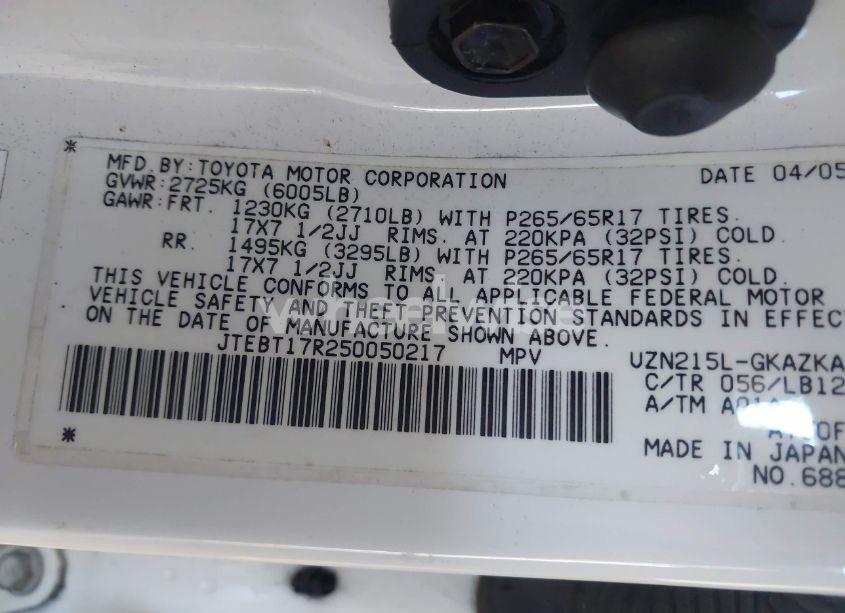 *
MFD.BY:TOYOTA MOTOR CORPORATION DATE 04/05
GVWR:2725KG (6005LB)
GAWR:FRT. 1230KG (2710LB) WITH P265/65R17 TIRES.
17X7 1/2JJ RIMS. AT 220KPA (32PSI) COLD.
RR. 1495KG (3295LB) WITH P265/65R17 TIRES.
17X7 1/2JJ RIMS. AT 220KPA (32PSI) COLD.
THIS VEHICLE CONFORMS TO ALL APPLICABLE FEDERAL MOTOR
VEHICLE SAFETY AND THEFT PREVENTION STANDARDS IN EFFEC
ON THE DATE OF MANUFACTURE SHOWN ABOVE.
JTEBT17R250050217 MPV UZN215L-GKAZKA
C/TR 056/LB12
A/TM
*
MADE IN JAPAN
NO.688